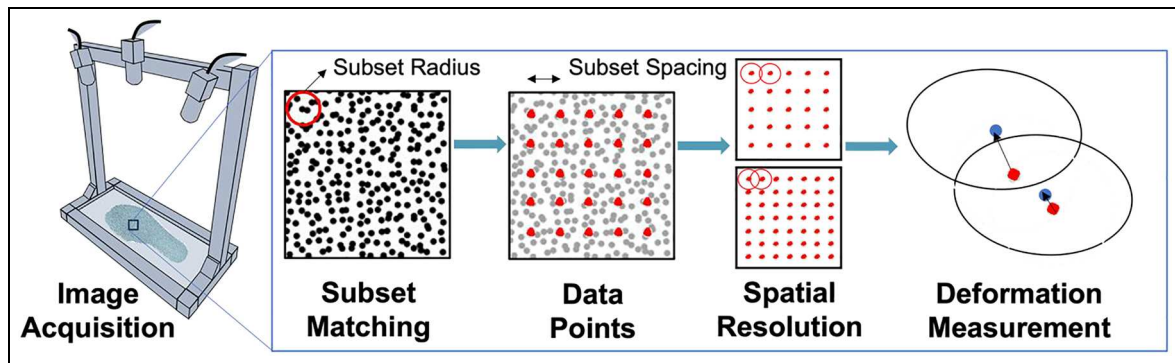 Subset Radius
Subset Spacing
Image
Acquisition
Subset
Matching
Data
Points
Spatial
Resolution
Deformation
Measurement